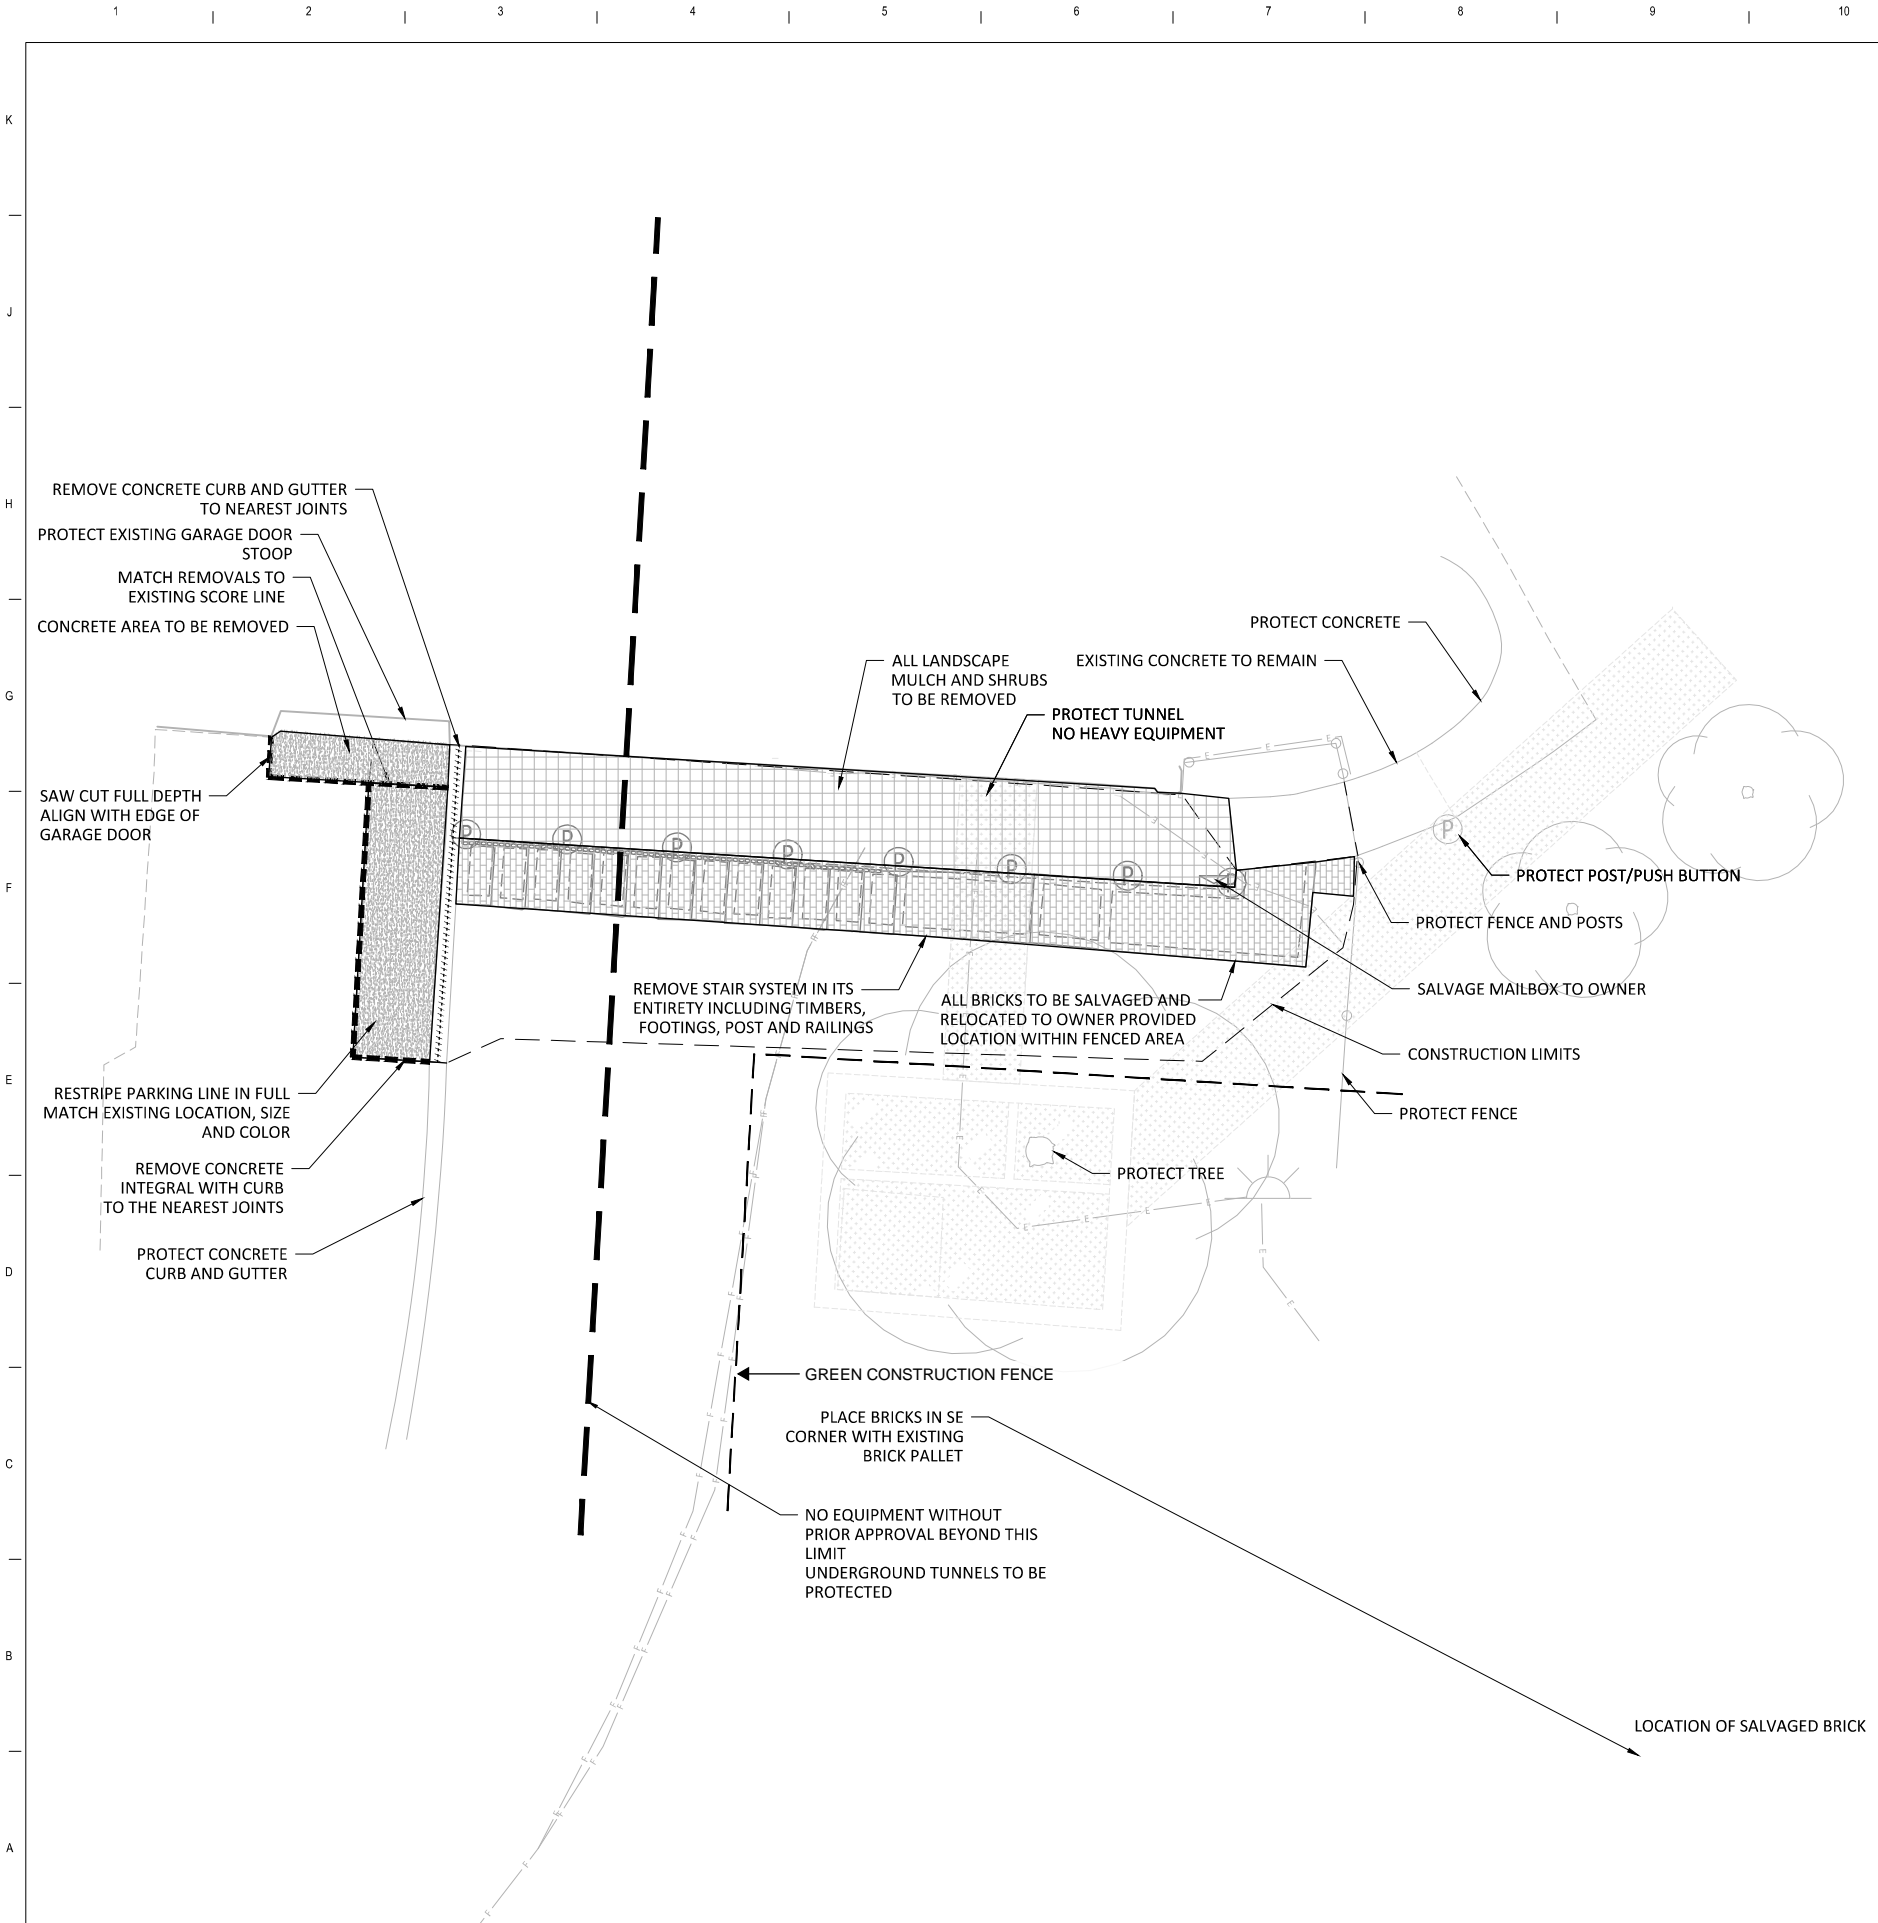 1 2 3 4 5 6 7 8 9 10
K
J
H
G
F
E
D
C
B
A
REMOVE CONCRETE CURB AND GUTTER
TO NEAREST JOINTS
PROTECT EXISTING GARAGE DOOR
STOOP
MATCH REMOVALS TO
EXISTING SCORE LINE
CONCRETE AREA TO BE REMOVED
SAW CUT FULL DEPTH
ALIGN WITH EDGE OF
GARAGE DOOR
RESTRIPE PARKING LINE IN FULL
MATCH EXISTING LOCATION, SIZE
AND COLOR
REMOVE CONCRETE
INTEGRAL WITH CURB
TO THE NEAREST JOINTS
PROTECT CONCRETE
CURB AND GUTTER
ALL LANDSCAPE
MULCH AND SHRUBS
TO BE REMOVED
PROTECT TUNNEL
NO HEAVY EQUIPMENT
PROTECT CONCRETE
EXISTING CONCRETE TO REMAIN
E E E
P P P P P P P P
P
PROTECT POST/PUSH BUTTON
PROTECT FENCE AND POSTS
SALVAGE MAILBOX TO OWNER
CONSTRUCTION LIMITS
PROTECT FENCE
REMOVE STAIR SYSTEM IN ITS
ENTIRETY INCLUDING TIMBERS,
FOOTINGS, POST AND RAILINGS
ALL BRICKS TO BE SALVAGED AND
RELOCATED TO OWNER PROVIDED
LOCATION WITHIN FENCED AREA
PROTECT TREE
E E E E
GREEN CONSTRUCTION FENCE
PLACE BRICKS IN SE
CORNER WITH EXISTING
BRICK PALLET
NO EQUIPMENT WITHOUT
PRIOR APPROVAL BEYOND THIS
LIMIT
UNDERGROUND TUNNELS TO BE
PROTECTED
LOCATION OF SALVAGED BRICK